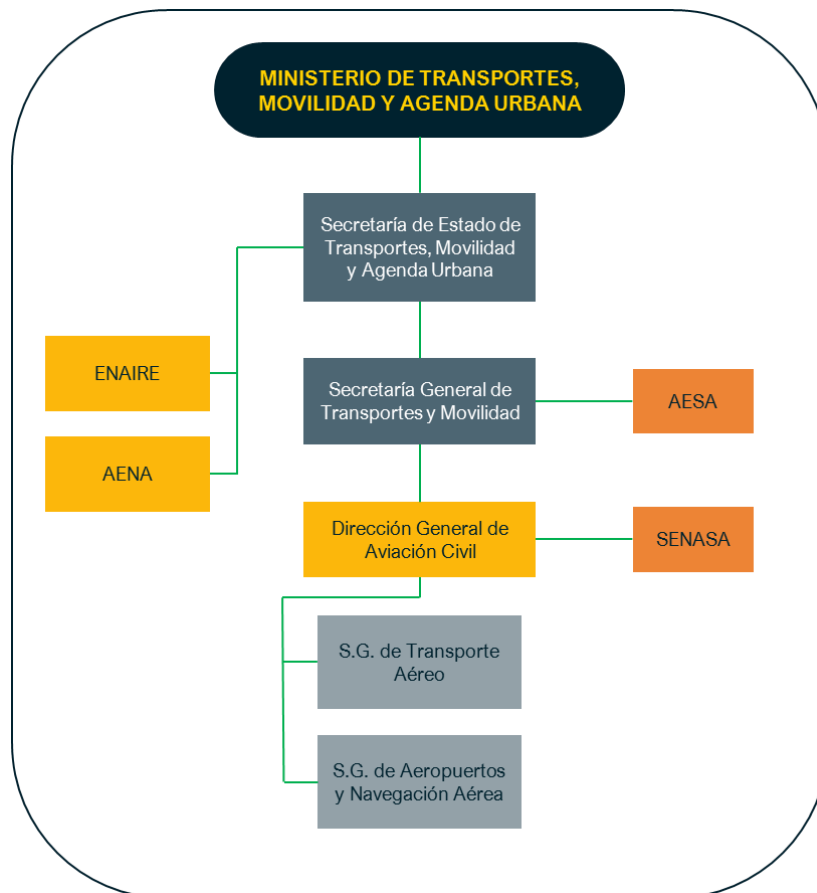 MINISTERIO DE TRANSPORTES,
MOVILIDAD Y AGENDA URBANA
Secretaría de Estado de
Transportes, Movilidad
y Agenda Urbana
ENAIRE
Secretaría General de
Transportes y Movilidad
AESA
AENA
Dirección General de
Aviación Civil
SENASA
S.G. de Transporte
Aéreo
S.G. de Aeropuertos
y Navegación Aérea